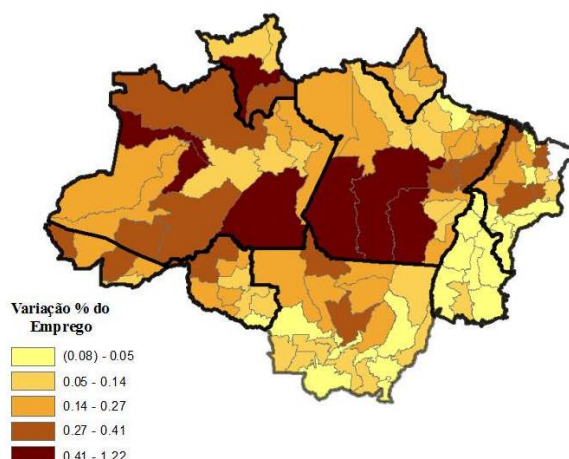 Variação % do
Emprego
(0.08) - 0.05
0.05 - 0.14
0.14 - 0.27
0.27 - 0.41
0.41 - 1.22